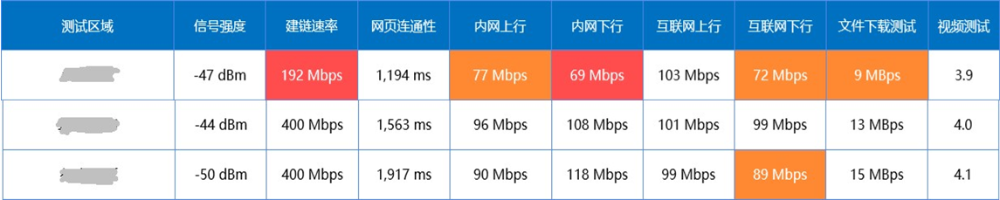 测试区域 信号强度 建链速率 网页连通性 内网上行 内网下行 互联网上行 互联网下行 文件下载测试 视频测试
-47 dBm 192 Mbps 1,194 ms 77 Mbps 69 Mbps 103 Mbps 72 Mbps 9 MBps 3.9
-44 dBm 400 Mbps 1,563 ms 96 Mbps 108 Mbps 101 Mbps 99 Mbps 13 MBps 4.0
-50 dBm 400 Mbps 1,917 ms 90 Mbps 118 Mbps 99 Mbps 89 Mbps 15 MBps 4.1